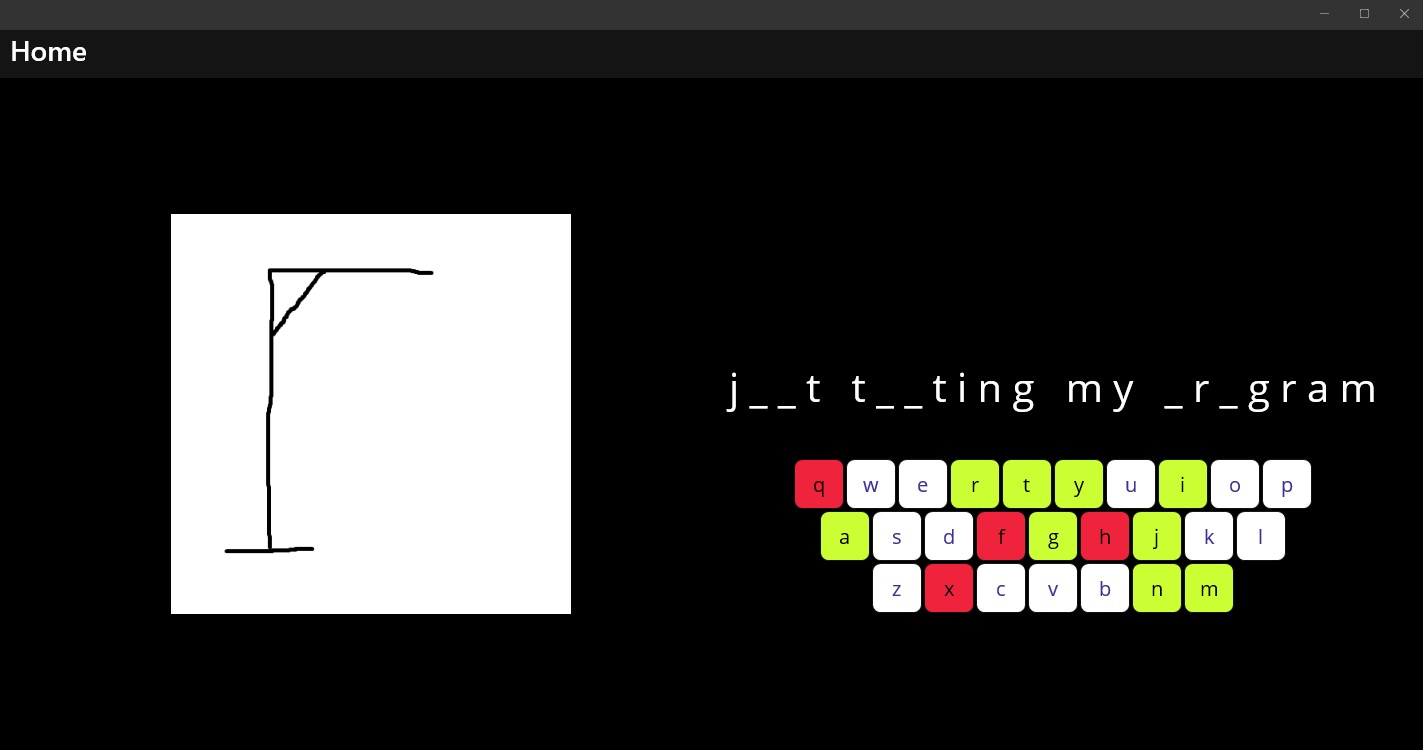 Home
j _ _ t t _ _ t i n g m y _ r _ g r a m
q w e r t y u i o p
a s d f g h j k l
z x c v b n m